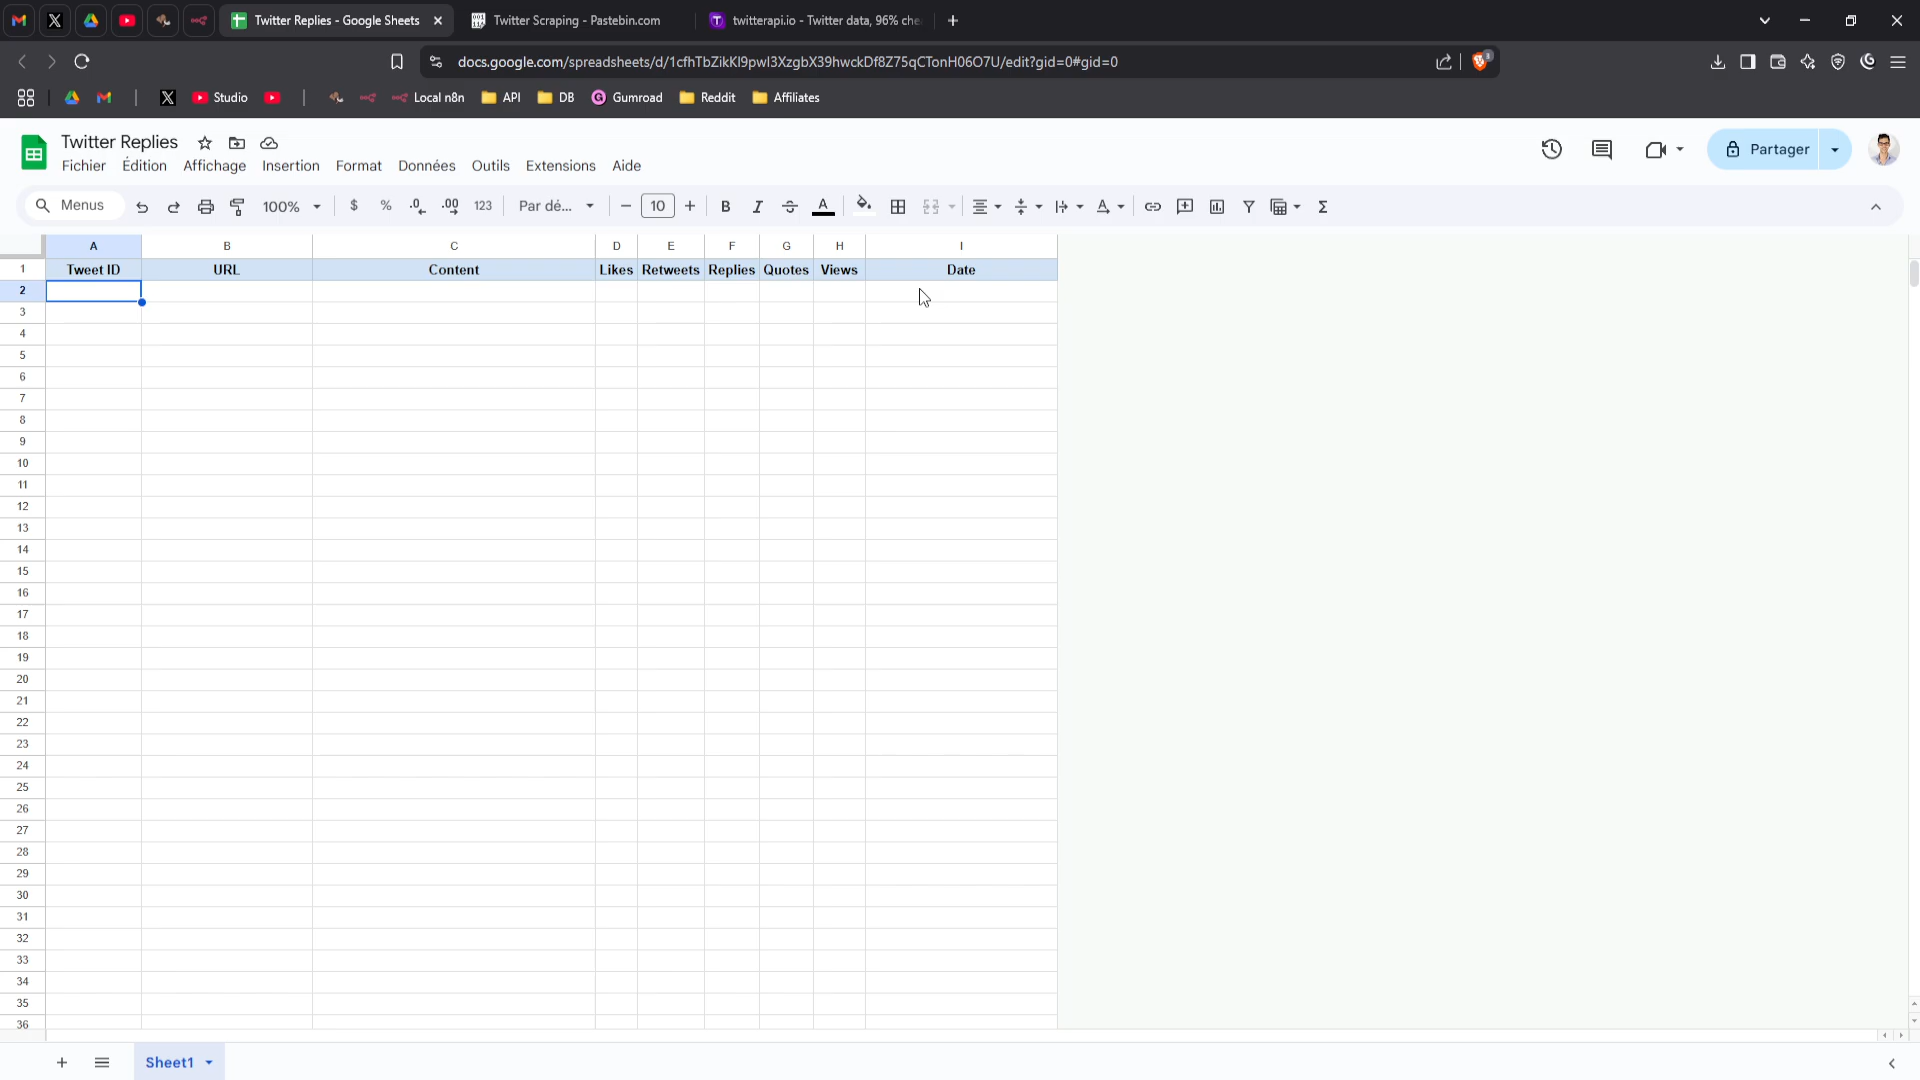 Twitter Replies - Google Sheets
Twitter Scraping - Pastebin.com
twitterapi.io - Twitter data, 96% che
docs.google.com/spreadsheets/d/1cfhTbZikKI9pwI3XzgbX39hwckDf8Z75qCTonH06O7U/edit?gid=0#gid=0
Studio
Local n8n
API
DB
Gumroad
Reddit
Affiliates
Twitter Replies
Fichier Édition Affichage Insertion Format Données Outils Extensions Aide
Partager
Menus
100%
$ % .0 .00 123
Par dé...
10
B I A
A B C D E F G H I
1 Tweet ID URL Content Likes Retweets Replies Quotes Views Date
2
3
4
5
6
7
8
9
10
11
12
13
14
15
16
17
18
19
20
21
22
23
24
25
26
27
28
29
30
31
32
33
34
35
36
Sheet1